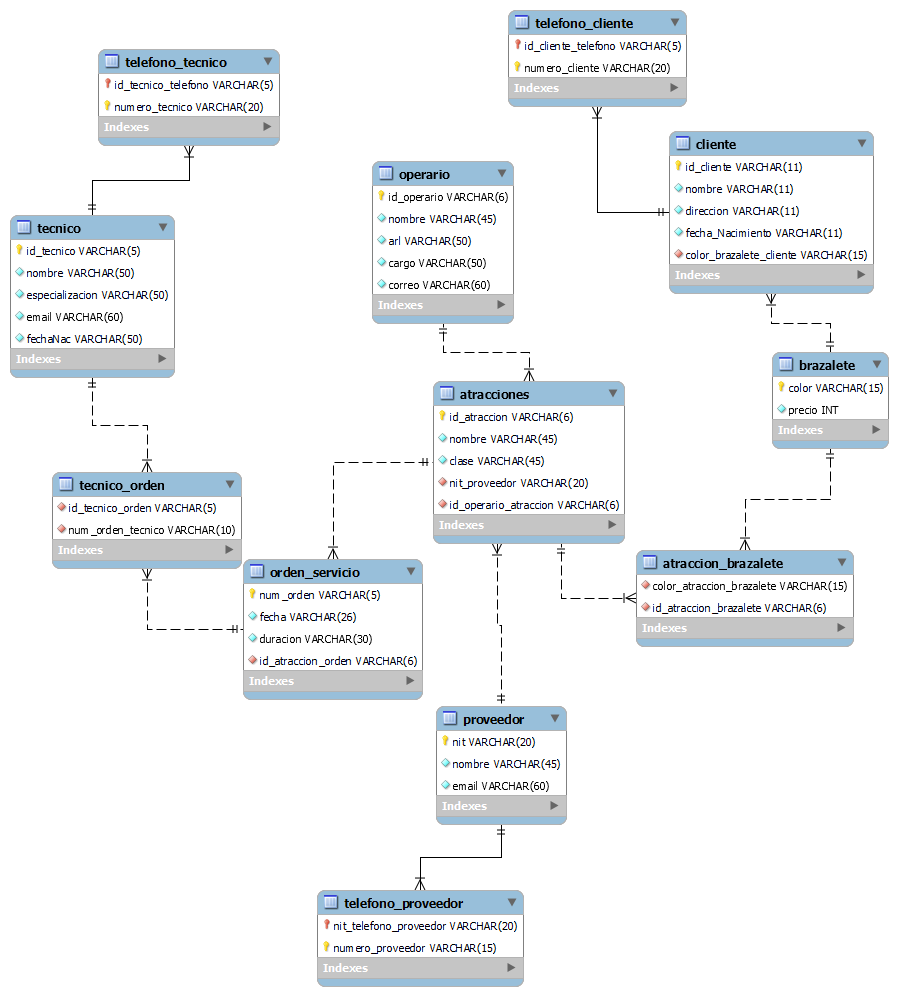 telefono_cliente
id_cliente_telefono VARCHAR(5)
numero_cliente VARCHAR(20)
Indexes
telefono_tecnico
id_tecnico_telefono VARCHAR(5)
numero_tecnico VARCHAR(20)
Indexes
cliente
id_cliente VARCHAR(11)
nombre VARCHAR(11)
direccion VARCHAR(11)
fecha_Nacimiento VARCHAR(11)
color_brazalete_cliente VARCHAR(15)
Indexes
operario
id_operario VARCHAR(6)
nombre VARCHAR(45)
arl VARCHAR(50)
cargo VARCHAR(50)
correo VARCHAR(60)
Indexes
tecnico
id_tecnico VARCHAR(5)
nombre VARCHAR(50)
especializacion VARCHAR(50)
email VARCHAR(60)
fechaNac VARCHAR(50)
Indexes
brazalete
color VARCHAR(15)
precio INT
Indexes
atracciones
id_atraccion VARCHAR(6)
nombre VARCHAR(45)
clase VARCHAR(45)
nit_proveedor VARCHAR(20)
id_operario_atraccion VARCHAR(6)
Indexes
tecnico_orden
id_tecnico_orden VARCHAR(5)
num_orden_tecnico VARCHAR(10)
Indexes
orden_servicio
num_orden VARCHAR(5)
fecha VARCHAR(26)
duracion VARCHAR(30)
id_atraccion_orden VARCHAR(6)
Indexes
atraccion_brazalete
color_atraccion_brazalete VARCHAR(15)
id_atraccion_brazalete VARCHAR(6)
Indexes
proveedor
nit VARCHAR(20)
nombre VARCHAR(45)
email VARCHAR(60)
Indexes
telefono_proveedor
nit_telefono_proveedor VARCHAR(20)
numero_proveedor VARCHAR(15)
Indexes